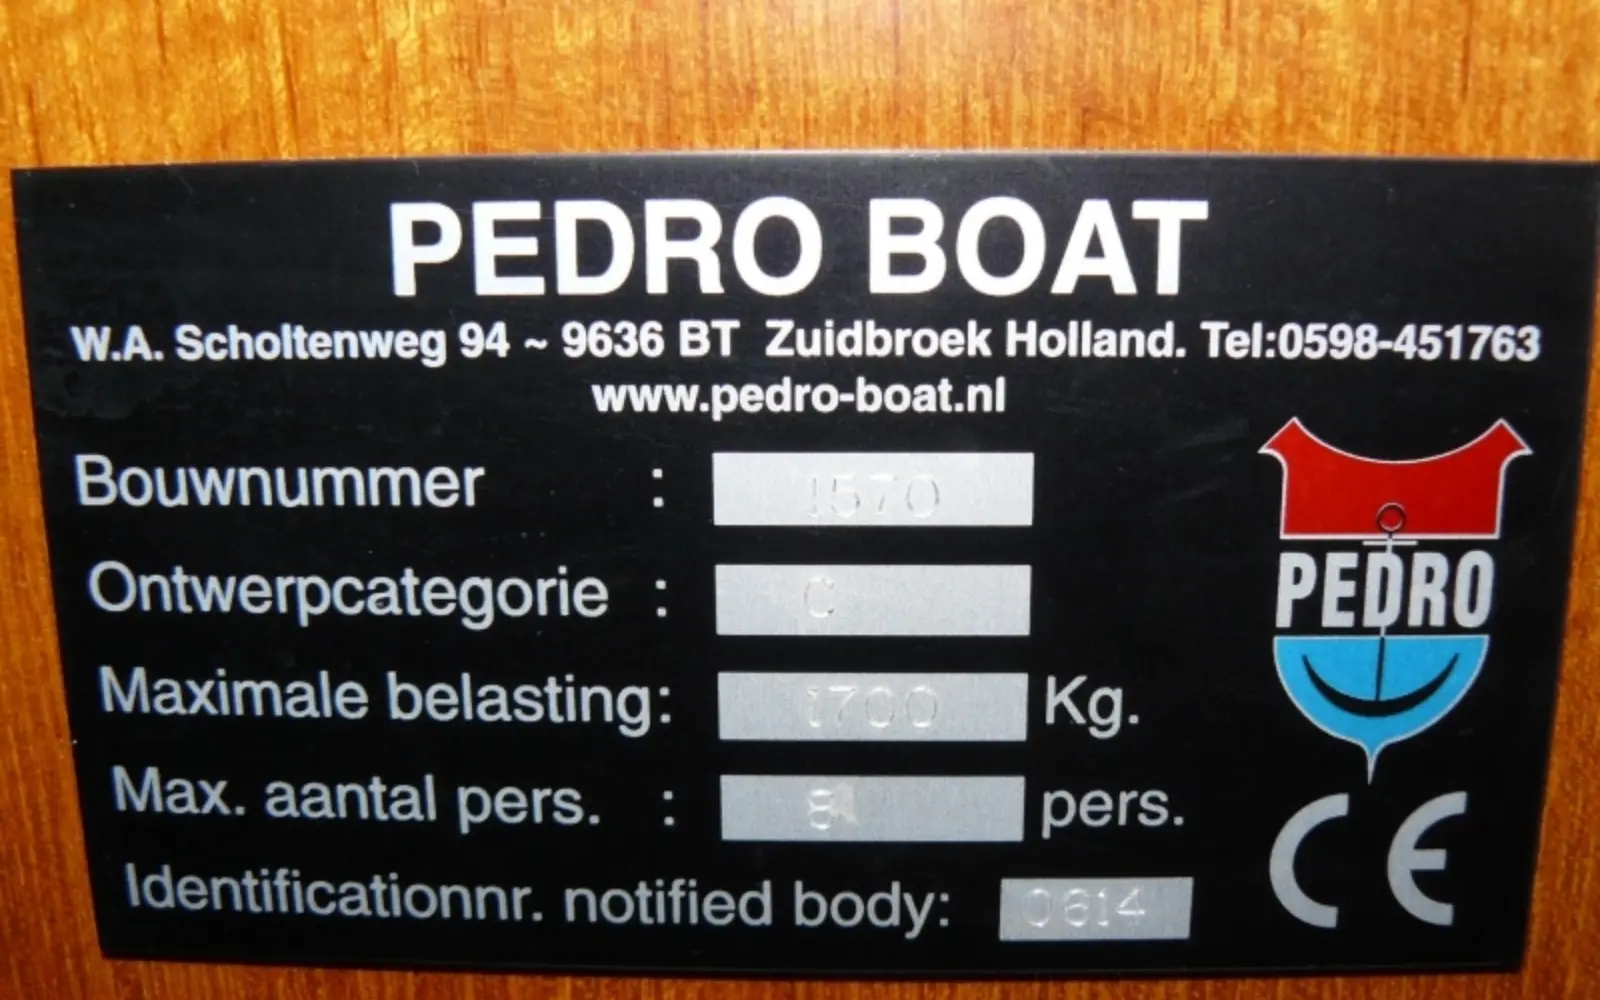 PEDRO BOAT
W.A. Scholtenweg 94 ~ 9636 BT Zuidbroek Holland. Tel:0598-451763
www.pedro-boat.nl
Bouwnummer : 1570
Ontwerpcategorie : C
Maximale belasting: 1700 Kg.
Max. aantal pers. : 8 pers.
Identificationnr. notified body: 0614
PEDRO
CE